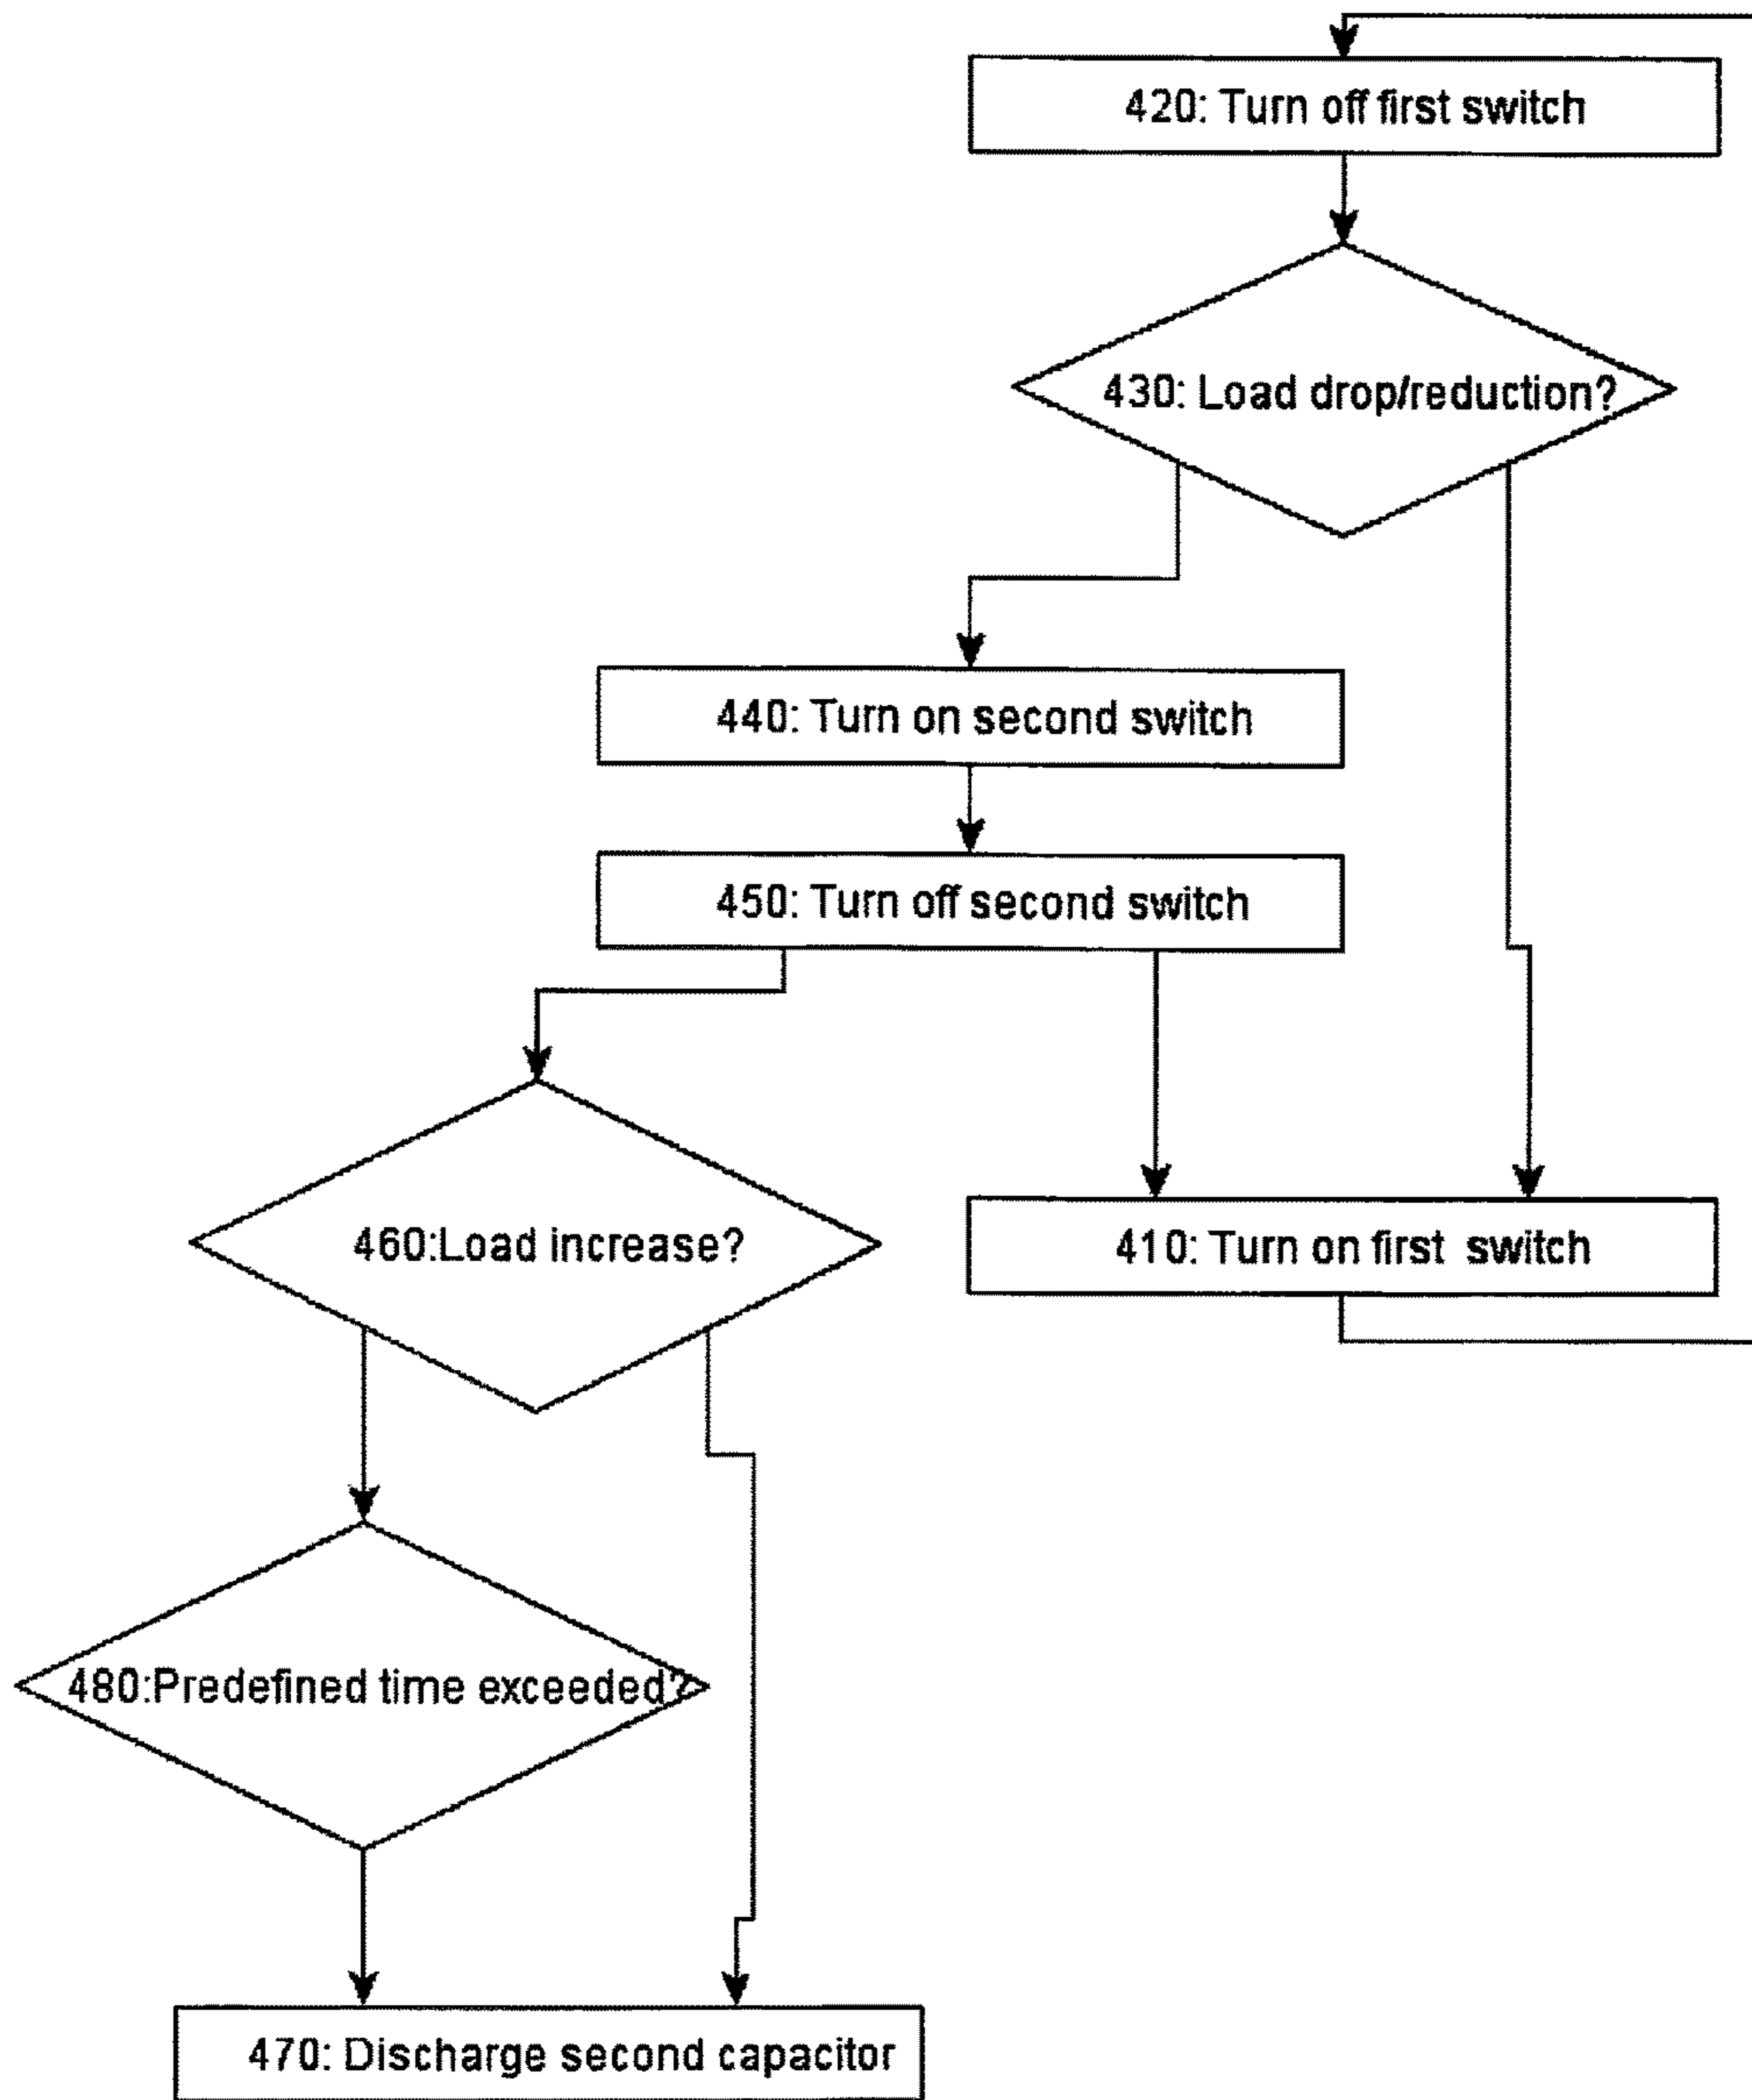 420: Turn off first switch
430: Load drop/reduction?
440: Turn on second switch
450: Turn off second switch
460:Load increase?
410: Turn on first switch
480:Predefined time exceeded?
470: Discharge second capacitor